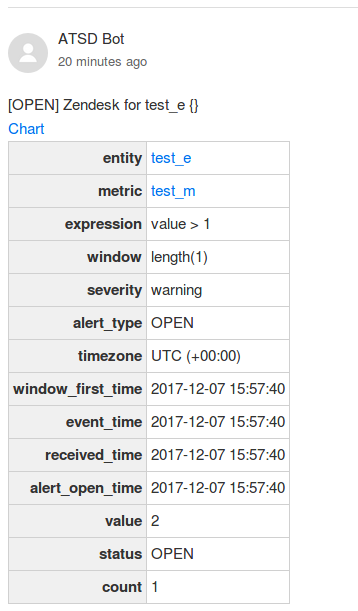 ATSD Bot
20 minutes ago
[OPEN] Zendesk for test_e {}
Chart
entity test_e
metric test_m
expression value > 1
window length(1)
severity warning
alert_type OPEN
timezone UTC (+00:00)
window_first_time 2017-12-07 15:57:40
event_time 2017-12-07 15:57:40
received_time 2017-12-07 15:57:40
alert_open_time 2017-12-07 15:57:40
value 2
status OPEN
count 1